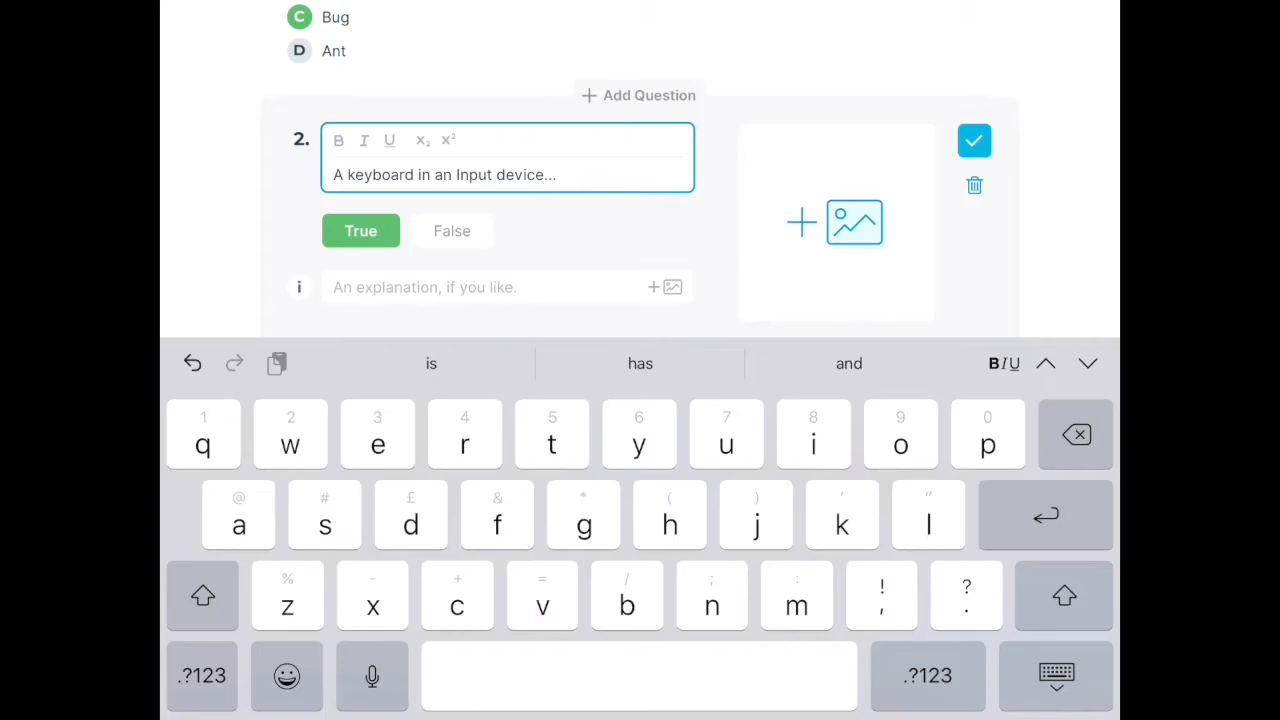 C Bug
D Ant
+ Add Question
2. B I U X₂ X²
A keyboard in an Input device...
True False
i An explanation, if you like. +
is has and BIU
1 2 3 4 5 6 7 8 9 0
q w e r t y u i o p
@ # £ & * ( ) ' "
a s d f g h j k l
% - + = / ; : ! ?
z x c v b n m , .
.?123 .?123